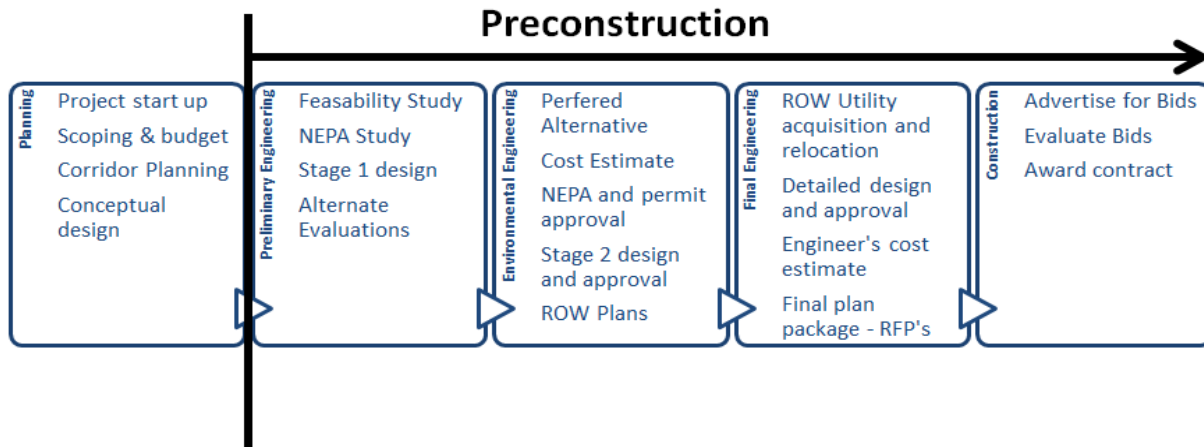 Preconstruction
Planning
Project start up
Scoping & budget
Corridor Planning
Conceptual
design
Preliminary Engineering
Feasability Study
NEPA Study
Stage 1 design
Alternate
Evaluations
Environmental Engineering
Perfered
Alternative
Cost Estimate
NEPA and permit
approval
Stage 2 design
and approval
ROW Plans
Final Engineering
ROW Utility
acquisition and
relocation
Detailed design
and approval
Engineer's cost
estimate
Final plan
package - RFP's
Construction
Advertise for Bids
Evaluate Bids
Award contract